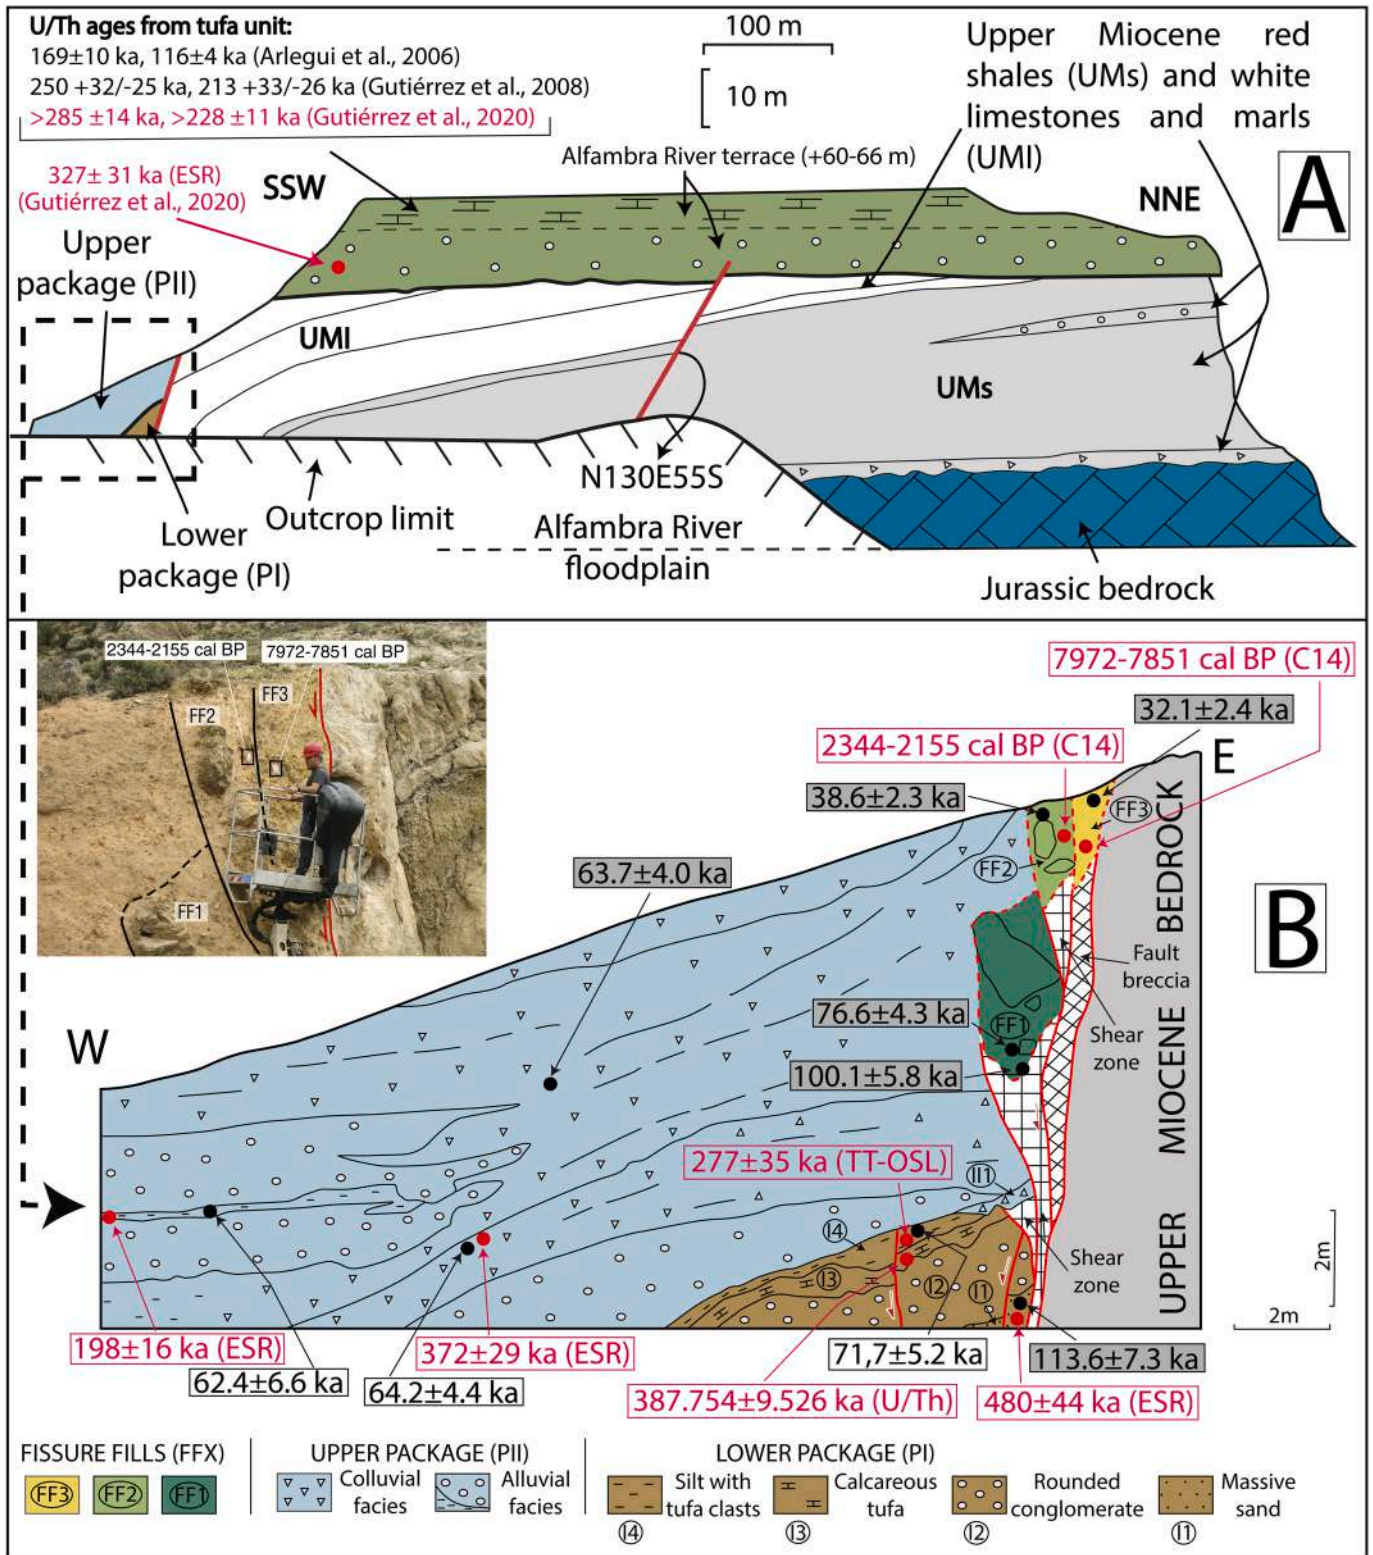 U/Th ages from tufa unit:
169±10 ka, 116±4 ka (Arlegui et al., 2006)
250 +32/-25 ka, 213 +33/-26 ka (Gutiérrez et al., 2008)
>285 ±14 ka, >228 ±11 ka (Gutiérrez et al., 2020)
100 m
10 m
Upper Miocene red
shales (UMs) and white
limestones and marls
(UMI)
A
327± 31 ka (ESR)
(Gutiérrez et al., 2020)
SSW
Alfambra River terrace (+60-66 m)
NNE
Upper
package (PII)
UMI
UMs
N130E55S
Lower
package (PI)
Outcrop limit
Alfambra River
floodplain
Jurassic bedrock
2344-2155 cal BP
7972-7851 cal BP
FF3
FF2
FF1
7972-7851 cal BP (C14)
32.1±2.4 ka
2344-2155 cal BP (C14)
E
38.6±2.3 ka
FF3
FF2
63.7±4.0 ka
B
Fault
breccia
76.6±4.3 ka
FF1
Shear
zone
W
100.1±5.8 ka
277±35 ka (TT-OSL)
II1
I4
I3
I2
I1
Shear
zone
UPPER MIOCENE BEDROCK
2m
2m
198±16 ka (ESR)
372±29 ka (ESR)
71,7±5.2 ka
113.6±7.3 ka
62.4±6.6 ka
64.2±4.4 ka
387.754±9.526 ka (U/Th)
480±44 ka (ESR)
FISSURE FILLS (FFX)
UPPER PACKAGE (PII)
LOWER PACKAGE (PI)
FF3
FF2
FF1
Colluvial
facies
Alluvial
facies
Silt with
tufa clasts
I4
Calcareous
tufa
I3
Rounded
conglomerate
I2
Massive
sand
I1